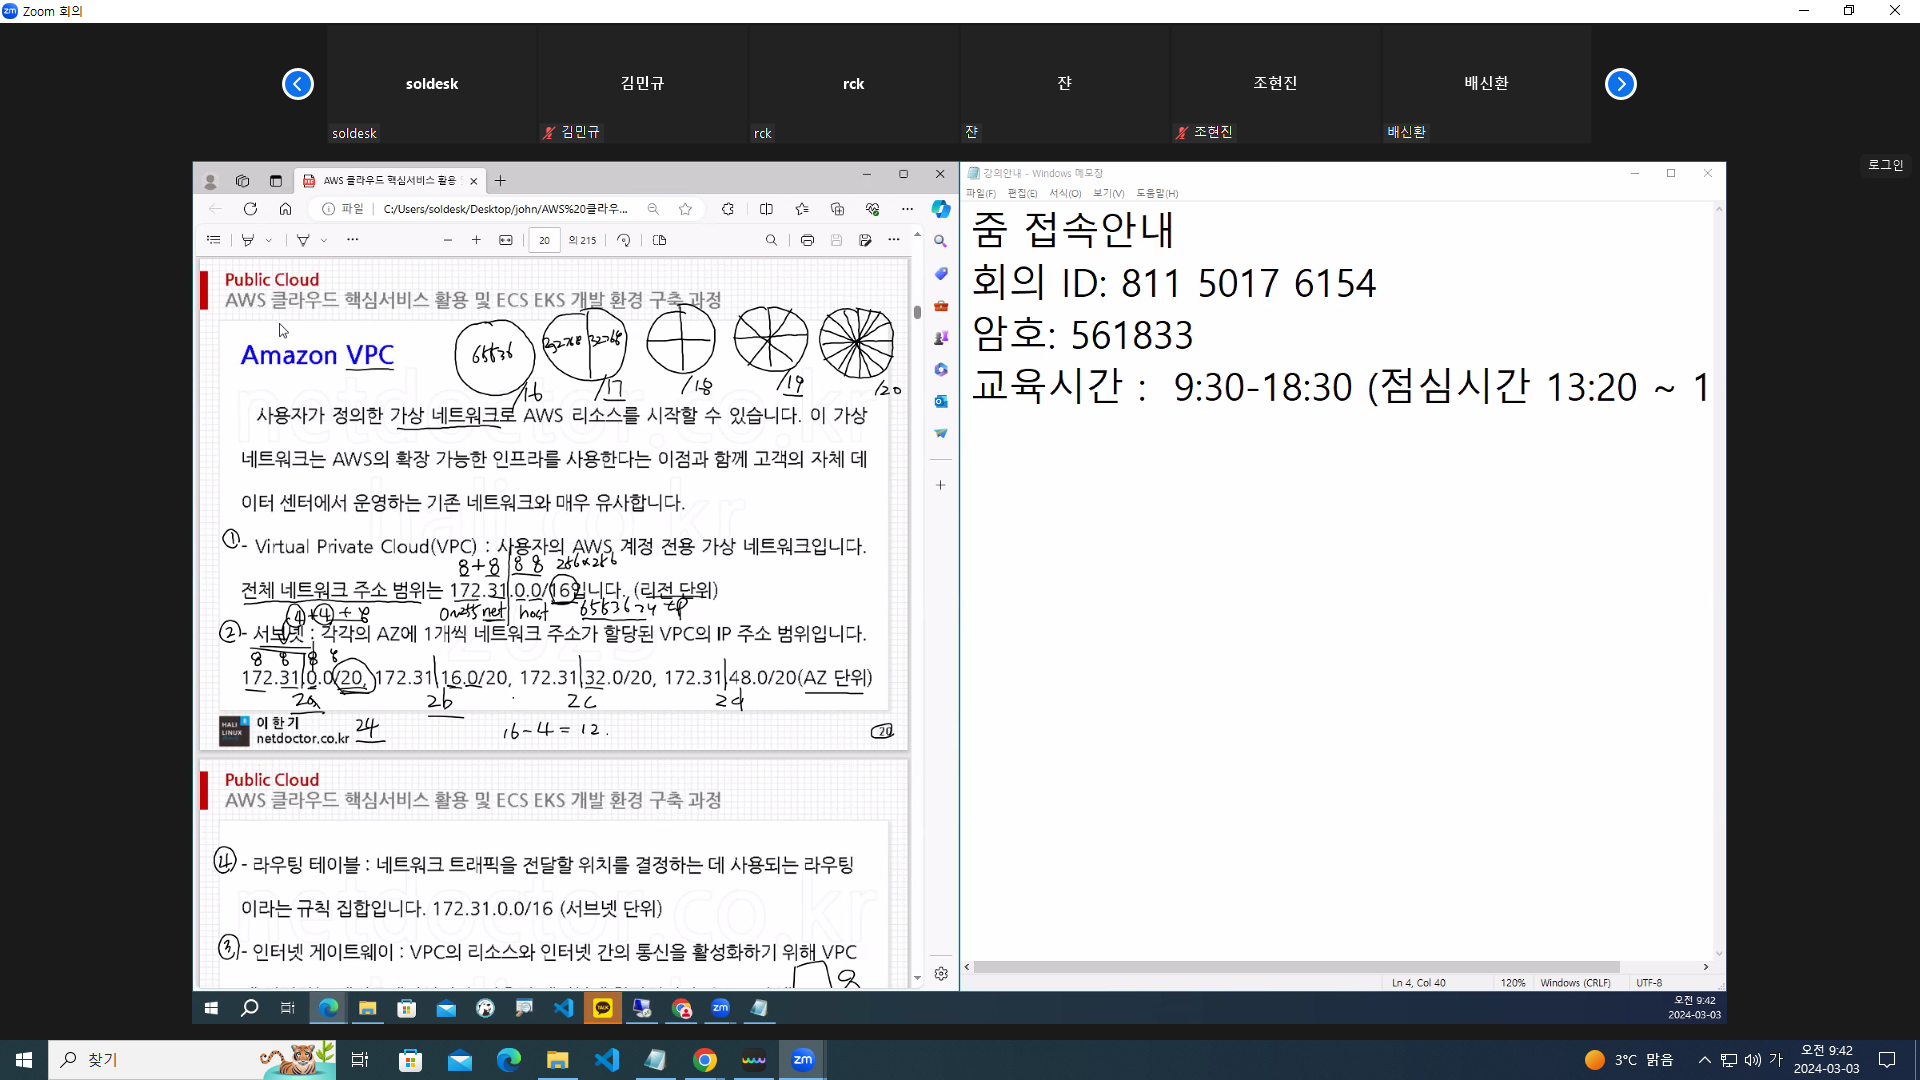 Zoom 회의
soldesk
김민규
rck
쟌
조현진
배신환
soldesk
김민규
rck
쟌
조현진
배신환
로그인
AWS 클라우드 핵심서비스 활용
파일
C:/Users/soldesk/Desktop/john/AWS%20클라우...
20
의 215
Public Cloud
AWS 클라우드 핵심서비스 활용 및 ECS EKS 개발 환경 구축 과정
Amazon VPC
65536
32768
32768
/16
/17
/18
/19
/20
사용자가 정의한 가상 네트워크로 AWS 리소스를 시작할 수 있습니다. 이 가상
네트워크는 AWS의 확장 가능한 인프라를 사용한다는 이점과 함께 고객의 자체 데
이터 센터에서 운영하는 기존 네트워크와 매우 유사합니다.
① - Virtual Private Cloud(VPC) : 사용자의 AWS 계정 전용 가상 네트워크입니다.
8+8 8 8 256×256
전체 네트워크 주소 범위는 172.31.0.0/16입니다. (리전 단위)
net host
② - 서브넷 : 각각의 AZ에 1개씩 네트워크 주소가 할당된 VPC의 IP 주소 범위입니다.
8 8 8 8
172.31.0.0/20, 172.31.16.0/20, 172.31.32.0/20, 172.31.48.0/20(AZ 단위)
2a 2b 2c 2d
이한기
netdoctor.co.kr
24
16-4=12.
20
Public Cloud
AWS 클라우드 핵심서비스 활용 및 ECS EKS 개발 환경 구축 과정
④ - 라우팅 테이블 : 네트워크 트래픽을 전달할 위치를 결정하는 데 사용되는 라우팅
이라는 규칙 집합입니다. 172.31.0.0/16 (서브넷 단위)
③ - 인터넷 게이트웨이 : VPC의 리소스와 인터넷 간의 통신을 활성화하기 위해 VPC
강의안내 - Windows 메모장
파일(F) 편집(E) 서식(O) 보기(V) 도움말(H)
줌 접속안내
회의 ID: 811 5017 6154
암호: 561833
교육시간 : 9:30-18:30 (점심시간 13:20 ~ 1
Ln 4, Col 40
120%
Windows (CRLF)
UTF-8
오전 9:42
2024-03-03
찾기
3°C 맑음
가
오전 9:42
2024-03-03